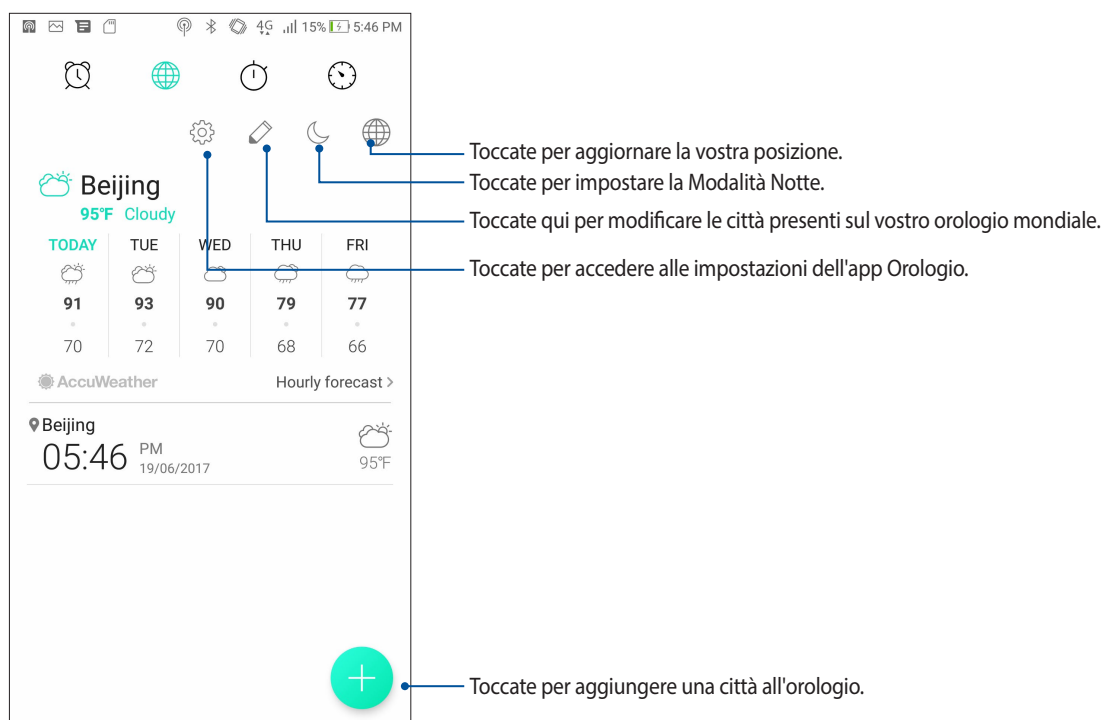 4G 15% 5:46 PM
Toccate per aggiornare la vostra posizione.
Toccate per impostare la Modalità Notte.
Toccate qui per modificare le città presenti sul vostro orologio mondiale.
Toccate per accedere alle impostazioni dell'app Orologio.
Beijing
95°F Cloudy
TODAY TUE WED THU FRI
91 93 90 79 77
70 72 70 68 66
AccuWeather Hourly forecast >
Beijing
05:46 PM
19/06/2017
95°F
Toccate per aggiungere una città all'orologio.